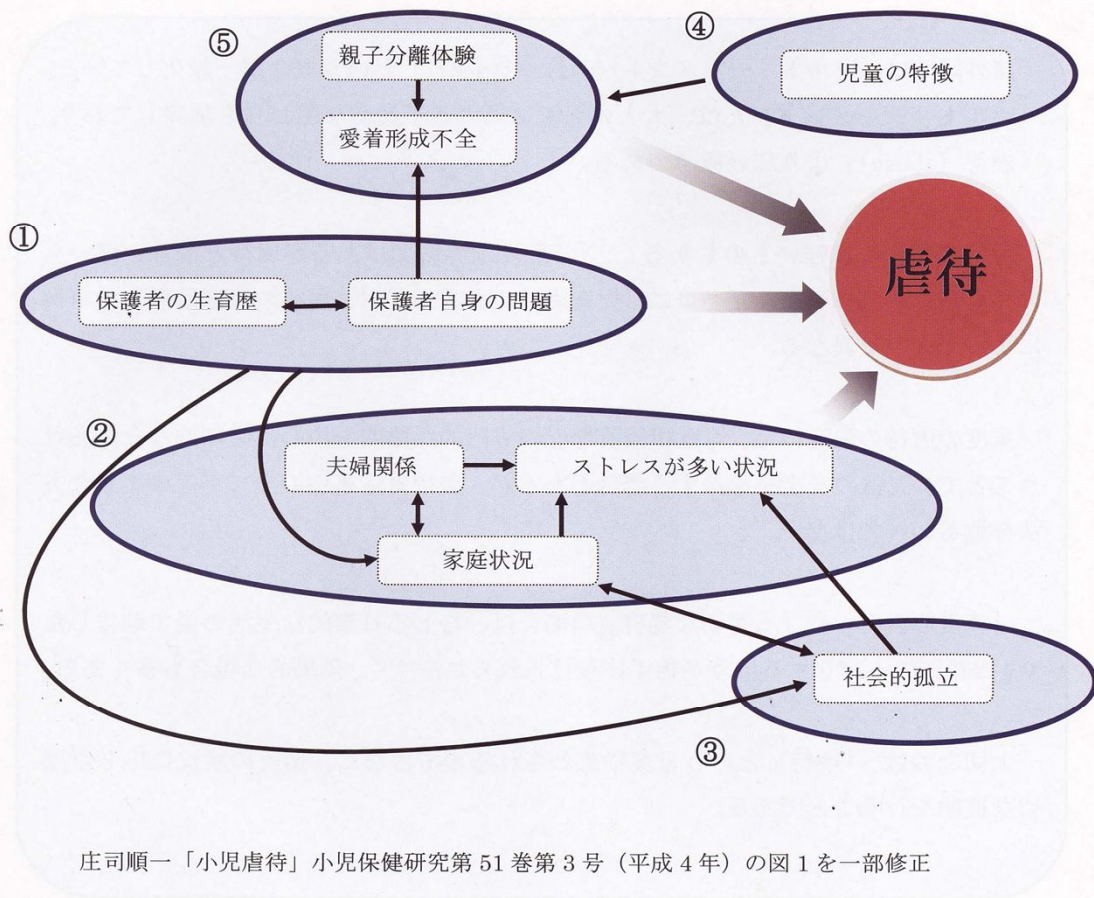 ⑤
親子分離体験
④
児童の特徴
愛着形成不全
①
虐待
保護者の生育歴
保護者自身の問題
②
夫婦関係
ストレスが多い状況
家庭状況
社会的孤立
③
庄司順一「小児虐待」小児保健研究第51巻第3号（平成4年）の図1を一部修正